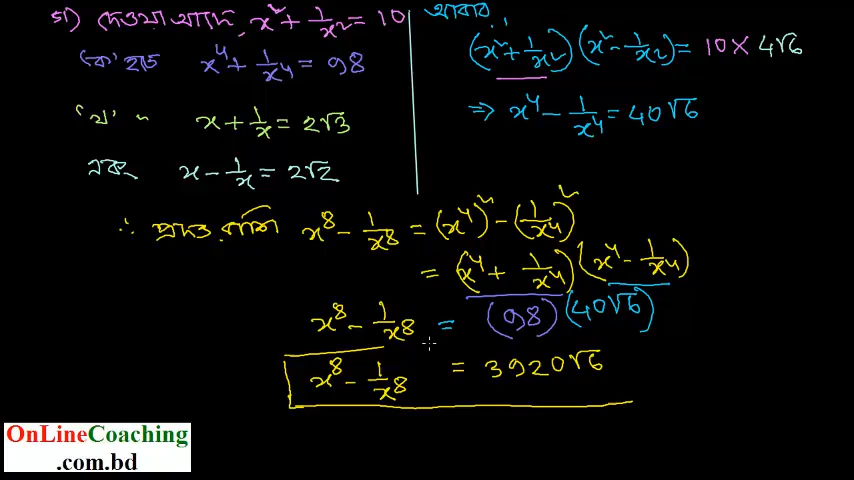 গ) দেওয়া আছে, x² + 1/x² = 10
'ক' হতে x⁴ + 1/x⁴ = 98
'খ' " x + 1/x = 2√3
এবং x - 1/x = 2√2
আবার,
(x² + 1/x²)(x² - 1/x²) = 10 × 4√6
⇒ x⁴ - 1/x⁴ = 40√6
∴ প্রদত্ত রাশি x⁸ - 1/x⁸ = (x⁴)² - (1/x⁴)²
= (x⁴ + 1/x⁴)(x⁴ - 1/x⁴)
x⁸ - 1/x⁸ = (98)(40√6)
x⁸ - 1/x⁸ = 3920√6
OnLineCoaching
.com.bd